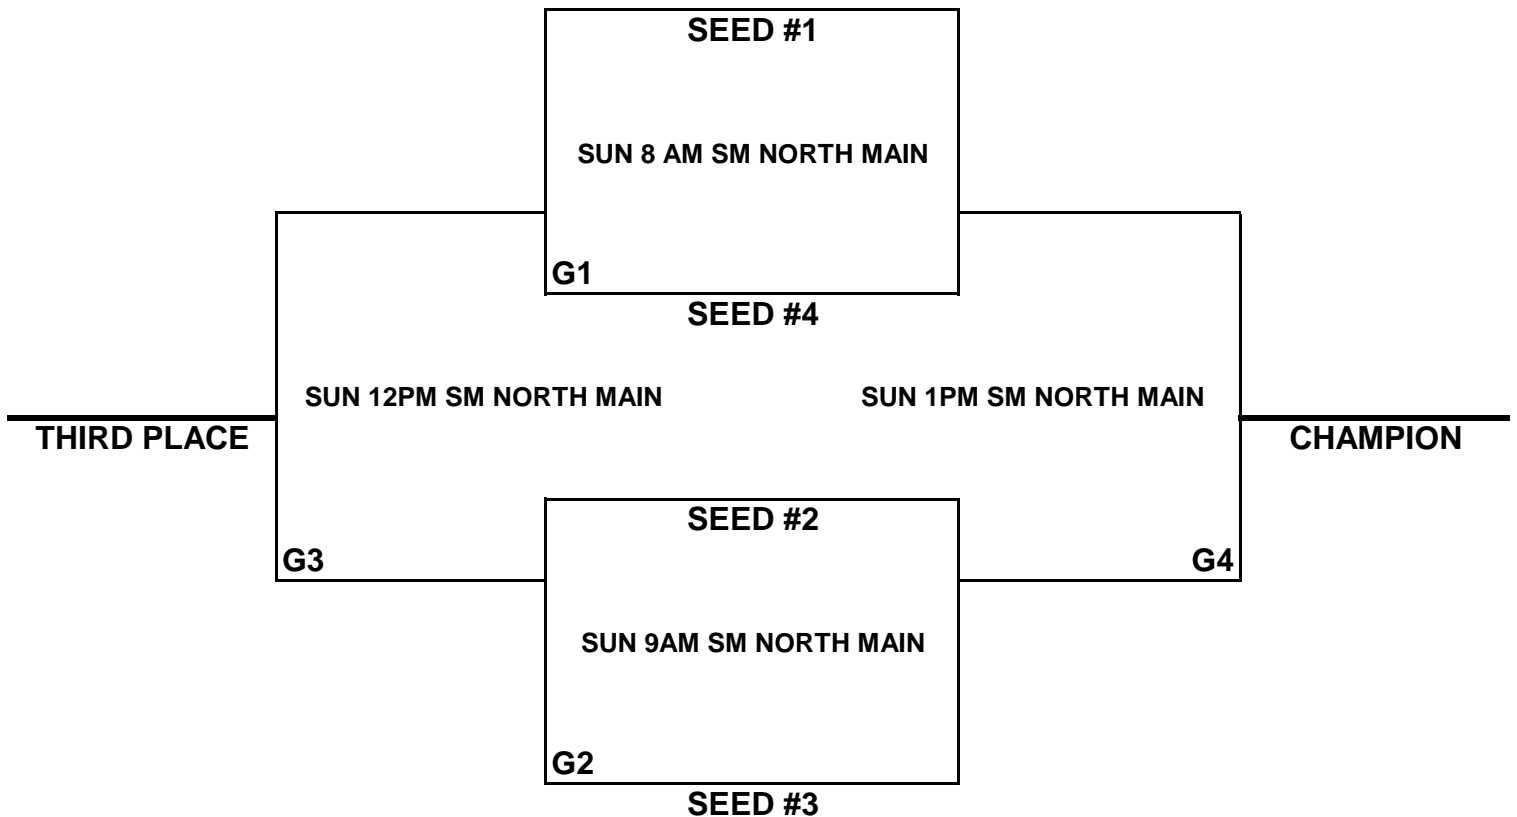 SEED #1
SUN 8 AM SM NORTH MAIN
G1
SEED #4
SUN 12PM SM NORTH MAIN
SUN 1PM SM NORTH MAIN
THIRD PLACE
CHAMPION
SEED #2
G3
G4
SUN 9AM SM NORTH MAIN
G2
SEED #3